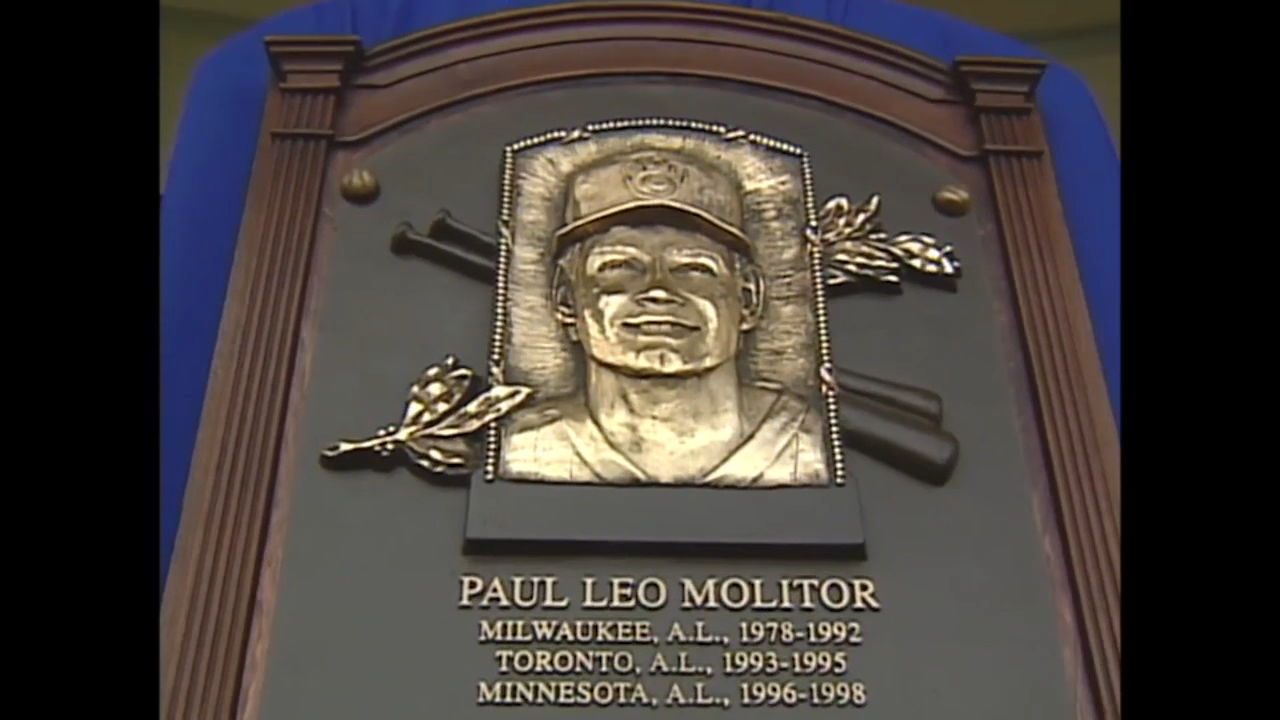 PAUL LEO MOLITOR
MILWAUKEE, A.L., 1978-1992
TORONTO, A.L., 1993-1995
MINNESOTA, A.L., 1996-1998